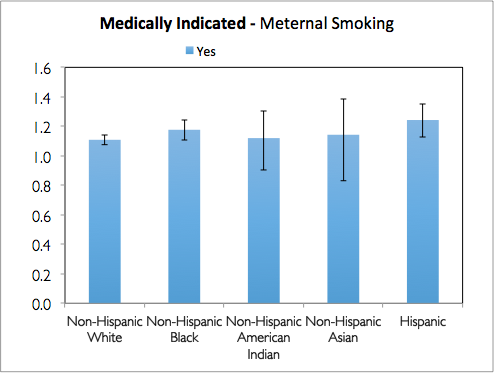 Medically Indicated - Meternal Smoking
Yes
1.6
1.4
1.2
1.0
0.8
0.6
0.4
0.2
0.0
Non-Hispanic White
Non-Hispanic Black
Non-Hispanic American Indian
Non-Hispanic Asian
Hispanic